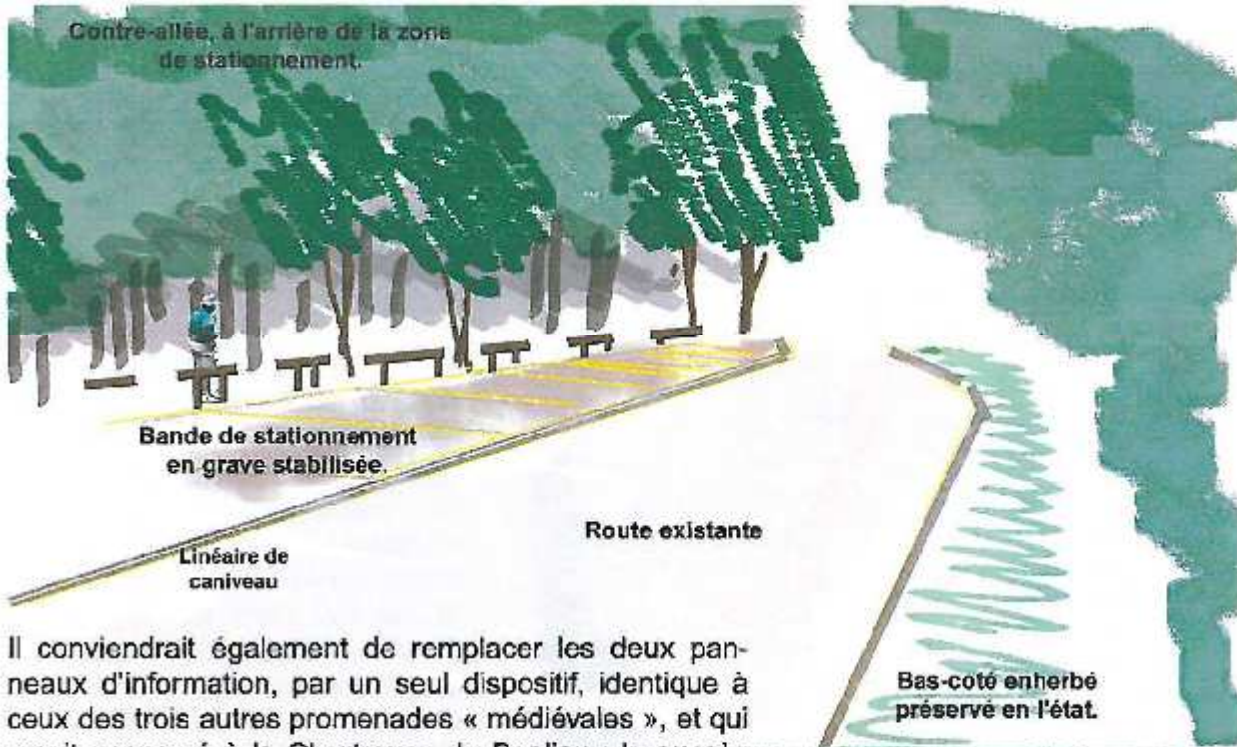 Contre-allée, à l'arrière de la zone
de stationnement.
Bande de stationnement
en grave stabilisée.
Route existante
Linéaire de
caniveau
Il conviendrait également de remplacer les deux pan-
neaux d'information, par un seul dispositif, identique à
ceux des trois autres promenades « médiévales », et qui
Bas-coté enherbé
préservé en l'état.